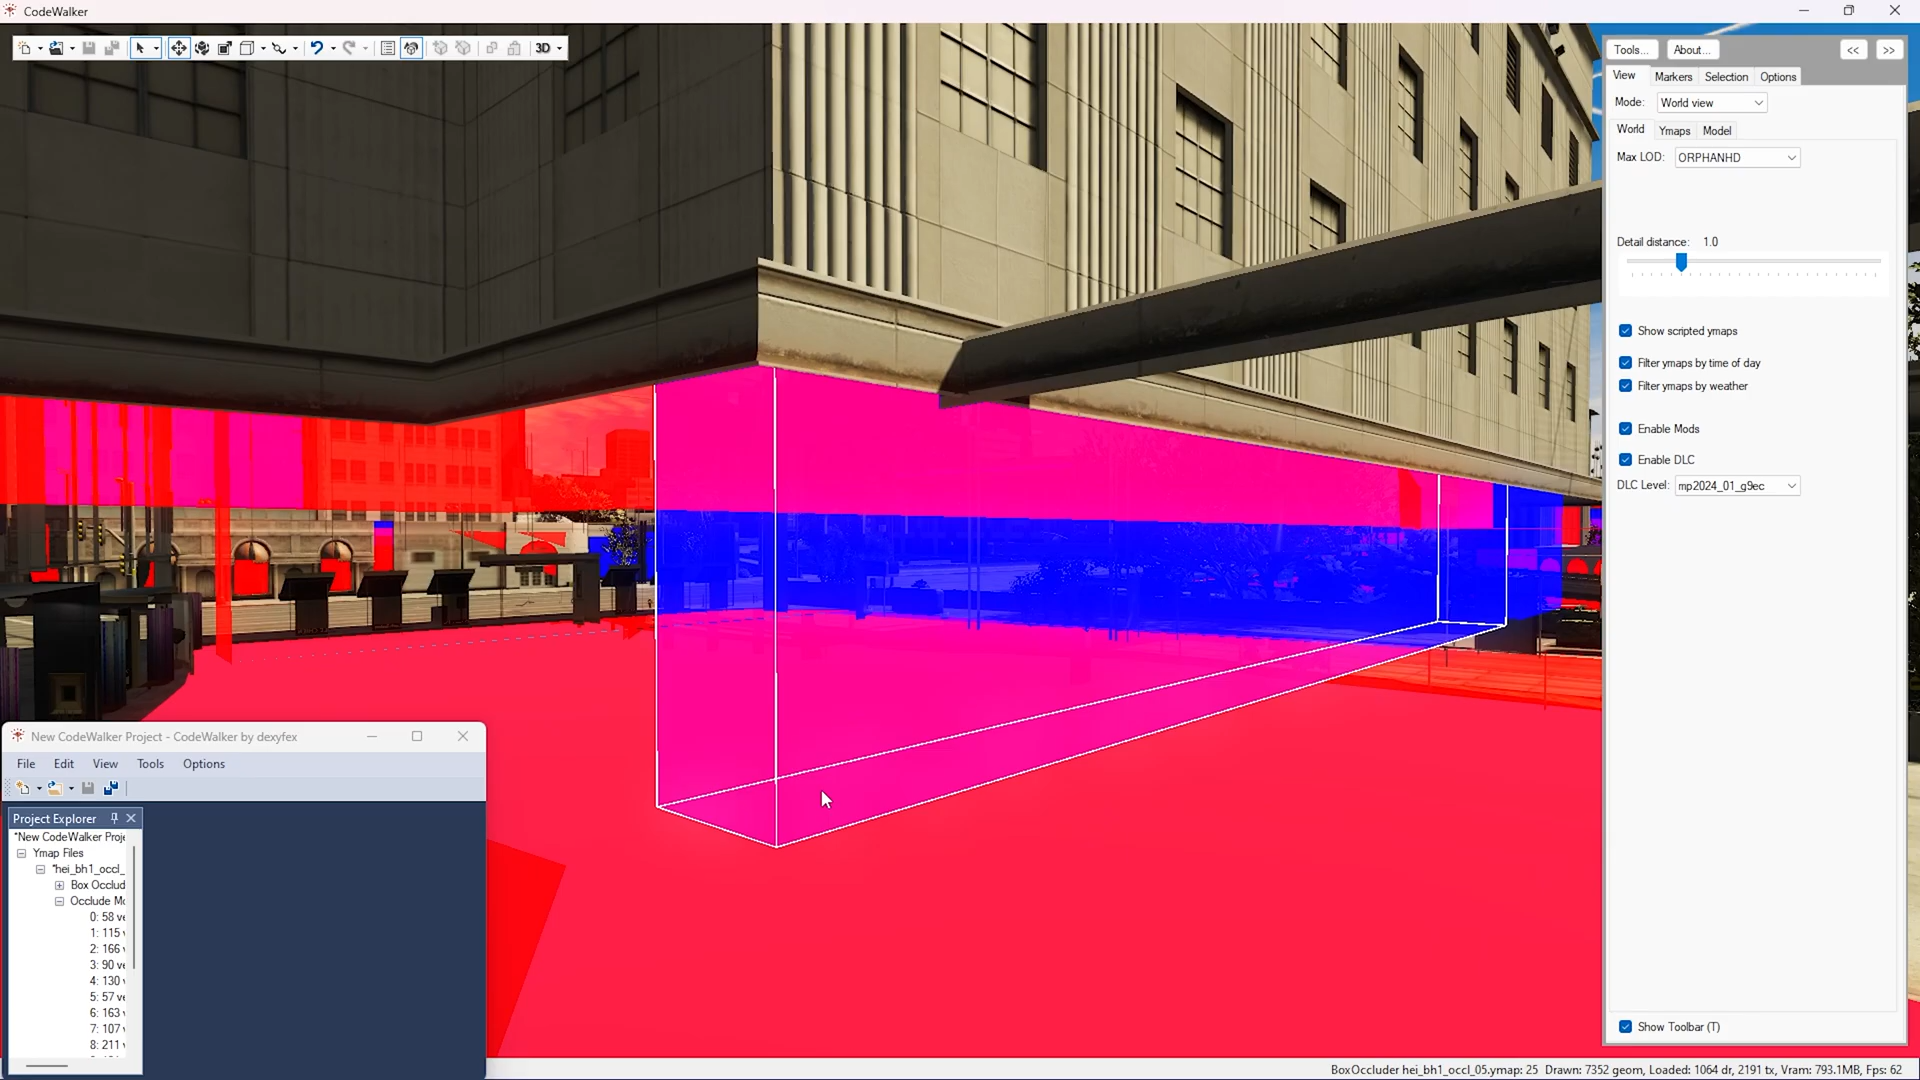 CodeWalker
3D
Tools... About... << >>
View Markers Selection Options
Mode: World view
World Ymaps Model
Max LOD: ORPHANHD
Detail distance: 1.0
Show scripted ymaps
Filter ymaps by time of day
Filter ymaps by weather
Enable Mods
Enable DLC
DLC Level: mp2024_01_g9ec
Show Toolbar (T)
New CodeWalker Project - CodeWalker by dexyfex
File Edit View Tools Options
Project Explorer
*New CodeWalker Proje
Ymap Files
*hei_bh1_occl_
Box Occlud
Occlude Mo
0: 58 ve
1: 115 v
2: 166 v
3: 90 ve
4: 130 v
5: 57 ve
6: 163 v
7: 107 v
8: 211 v
BoxOccluder hei_bh1_occl_05.ymap: 25 Drawn: 7352 geom, Loaded: 1064 dr, 2191 tx, Vram: 793.1MB, Fps: 62